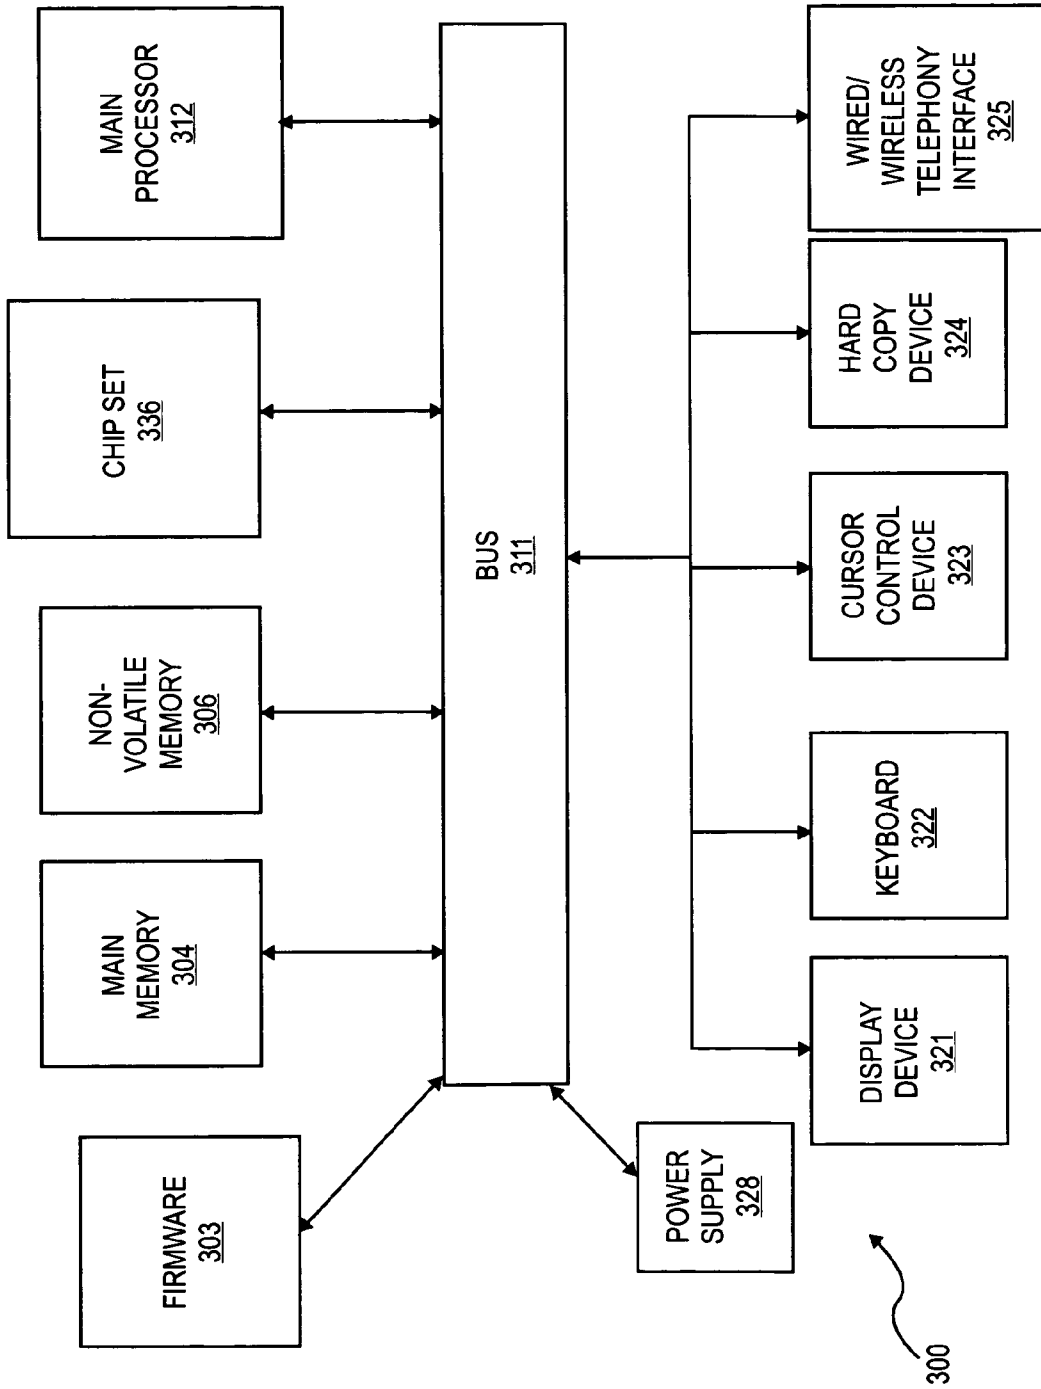 FIRMWARE
303
MAIN
MEMORY
304
NON-
VOLATILE
MEMORY
306
CHIP SET
336
MAIN
PROCESSOR
312
BUS
311
POWER
SUPPLY
328
DISPLAY
DEVICE
321
KEYBOARD
322
CURSOR
CONTROL
DEVICE
323
HARD
COPY
DEVICE
324
WIRED/
WIRELESS
TELEPHONY
INTERFACE
325
300